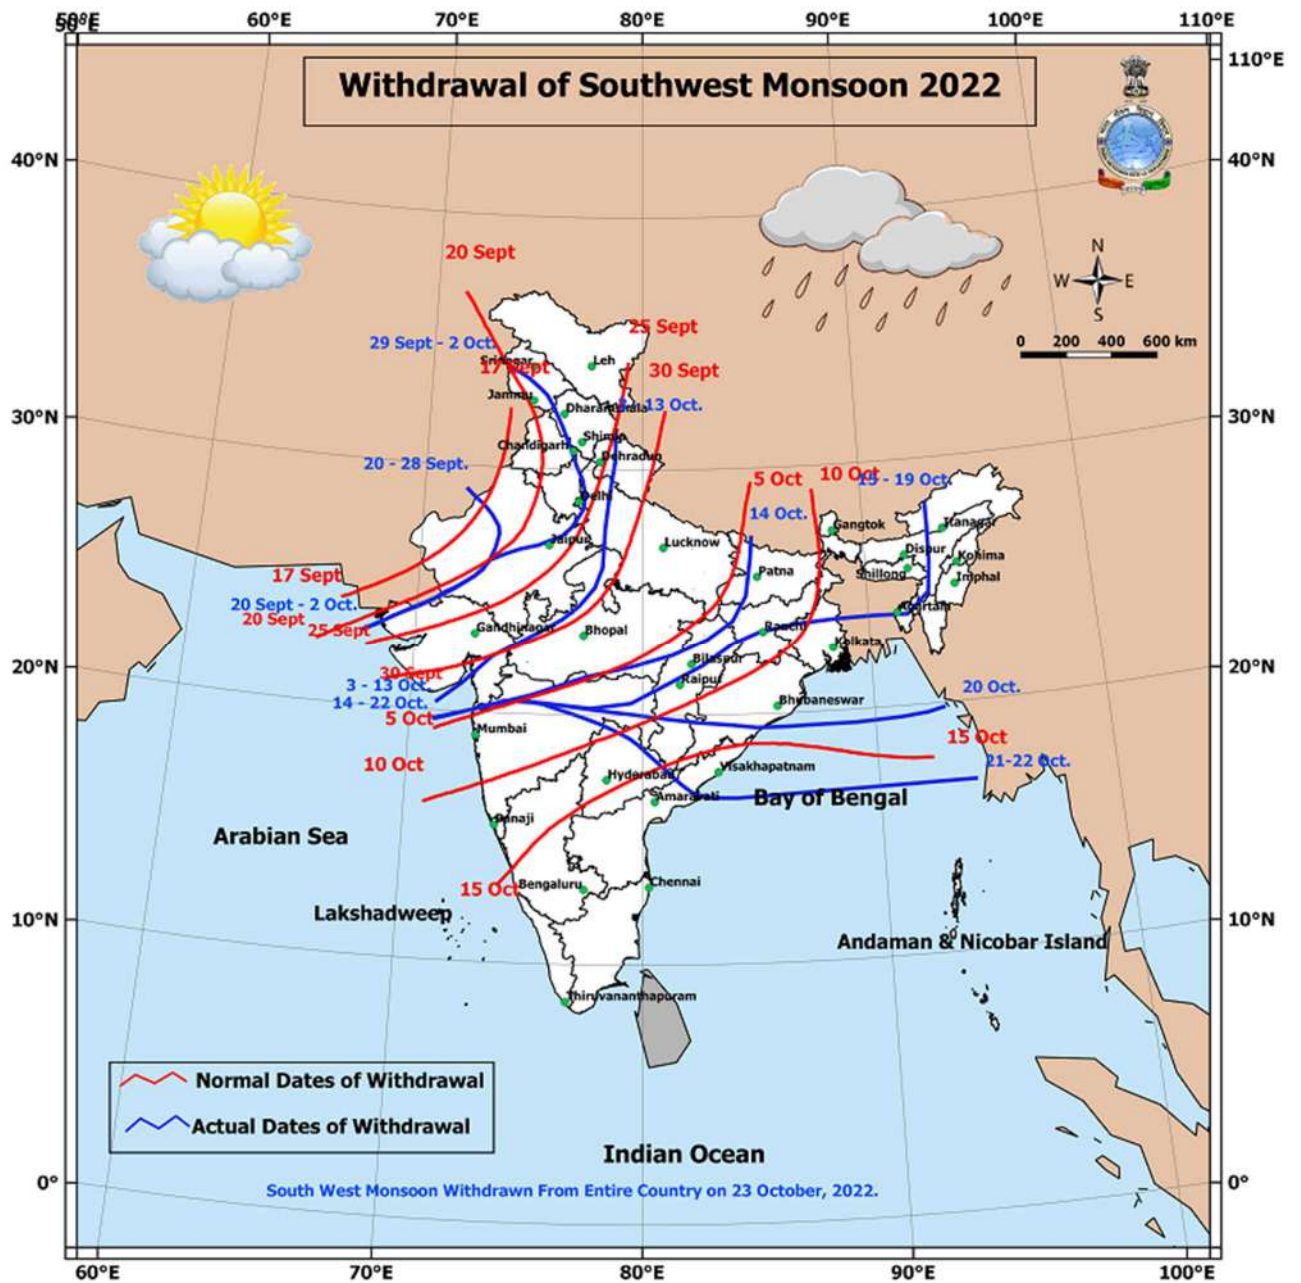 50°E
60°E
70°E
80°E
90°E
100°E
110°E
50°E
110°E
Withdrawal of Southwest Monsoon 2022
40°N
40°N
N
W
E
S
20 Sept
25 Sept
29 Sept - 2 Oct.
0 200 400 600 km
Srinagar
Leh
17 Sept
30 Sept
Jammu
Dharamshala
3 - 13 Oct.
30°N
30°N
Chandigarh
Shimla
Dehradun
20 - 28 Sept.
5 Oct
10 Oct
15 - 19 Oct.
Delhi
14 Oct.
Gangtok
Itanagar
Jaipur
Lucknow
Dispur
Kohima
17 Sept
Patna
Shillong
Imphal
20 Sept - 2 Oct.
20 Sept
25 Sept
Gandhinagar
Bhopal
Ranchi
Agartala
Kolkata
20°N
20°N
30 Sept
Bilaspur
3 - 13 Oct.
Raipur
20 Oct.
14 - 22 Oct.
Bhubaneswar
5 Oct
Mumbai
15 Oct
10 Oct
Hyderabad
Visakhapatnam
21-22 Oct.
Amaravati
Bay of Bengal
Panaji
Arabian Sea
15 Oct
Bengaluru
Chennai
Lakshadweep
10°N
10°N
Andaman & Nicobar Island
Thiruvananthapuram
Normal Dates of Withdrawal
Actual Dates of Withdrawal
Indian Ocean
0°
0°
South West Monsoon Withdrawn From Entire Country on 23 October, 2022.
60°E
70°E
80°E
90°E
100°E